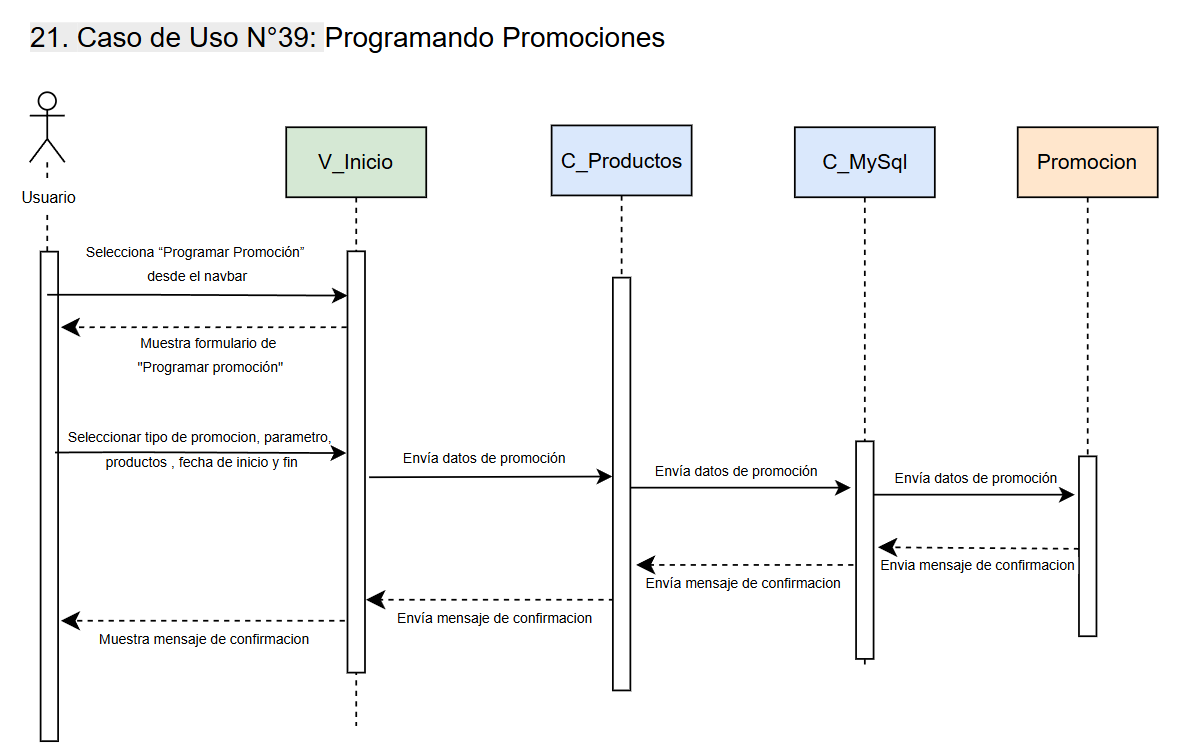 21. Caso de Uso N°39: Programando Promociones
Usuario
V_Inicio
C_Productos
C_MySql
Promocion
Selecciona “Programar Promoción”
desde el navbar
Muestra formulario de
"Programar promoción"
Seleccionar tipo de promocion, parametro,
productos , fecha de inicio y fin
Envía datos de promoción
Envía datos de promoción
Envía datos de promoción
Envia mensaje de confirmacion
Envía mensaje de confirmacion
Envía mensaje de confirmacion
Muestra mensaje de confirmacion